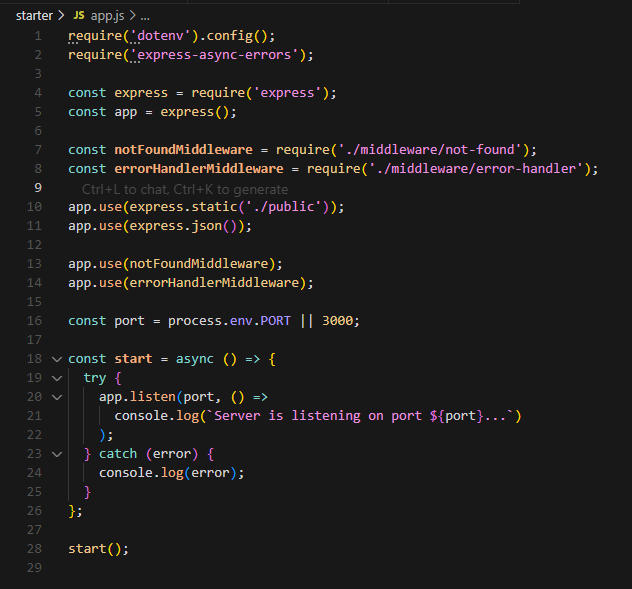 starter > JS app.js > ...
1 require('dotenv').config();
2 require('express-async-errors');
3
4 const express = require('express');
5 const app = express();
6
7 const notFoundMiddleware = require('./middleware/not-found');
8 const errorHandlerMiddleware = require('./middleware/error-handler');
9 Ctrl+L to chat, Ctrl+K to generate
10 app.use(express.static('./public'));
11 app.use(express.json());
12
13 app.use(notFoundMiddleware);
14 app.use(errorHandlerMiddleware);
15
16 const port = process.env.PORT || 3000;
17
18 const start = async () => {
19   try {
20     app.listen(port, () =>
21       console.log(`Server is listening on port ${port}...`)
22     );
23   } catch (error) {
24     console.log(error);
25   }
26 };
27
28 start();
29